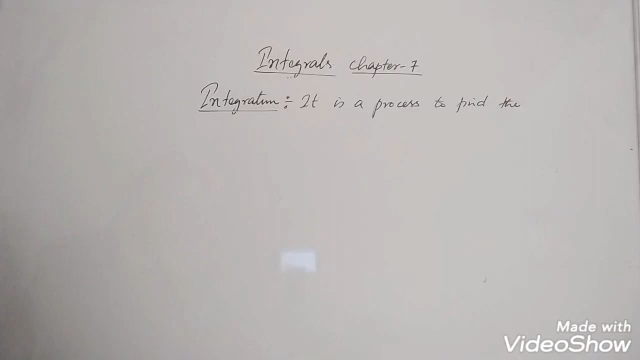 Integrals chapter-7
Integration÷ It is a process to find the
Made with
VideoShow